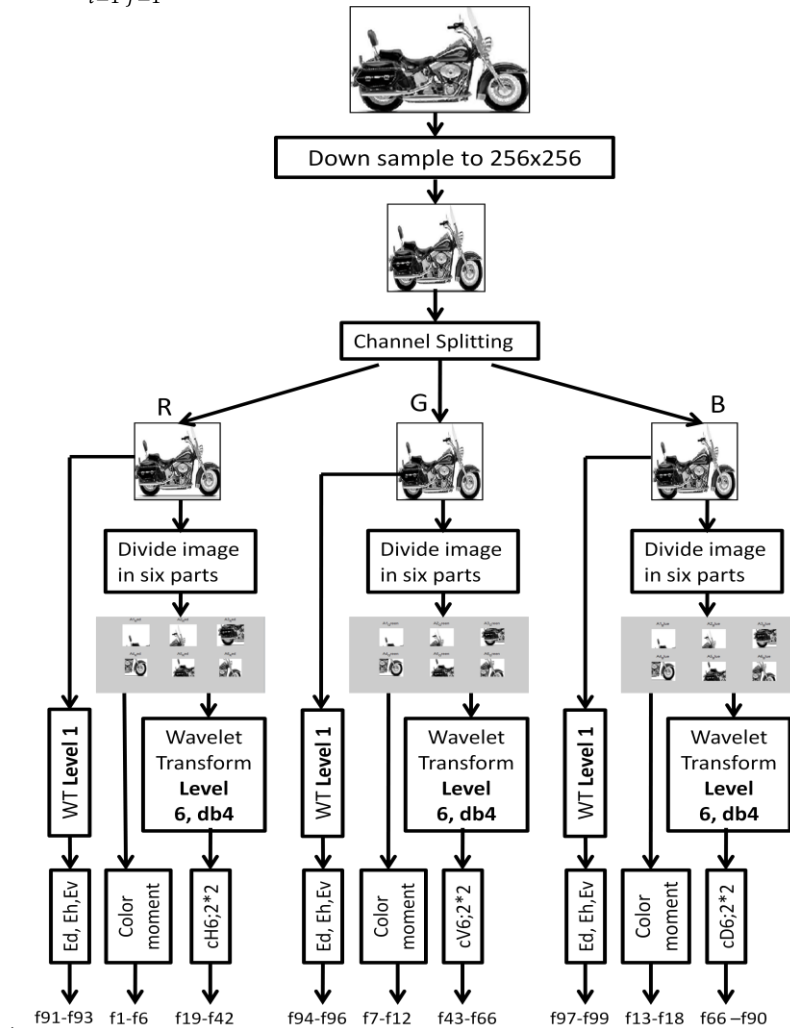 Down sample to 256x256
Channel Splitting
R
G
B
Divide image
in six parts
Divide image
in six parts
Divide image
in six parts
WT Level 1
Wavelet
Transform
Level
6, db4
WT Level 1
Wavelet
Transform
Level
6, db4
WT Level 1
Wavelet
Transform
Level
6, db4
Ed, Eh,Ev
Color
moment
cH6;2*2
Ed, Eh,Ev
Color
moment
cV6;2*2
Ed, Eh,Ev
Color
moment
cD6;2*2
f91-f93 f1-f6 f19-f42 f94-f96 f7-f12 f43-f66 f97-f99 f13-f18 f66 –f90